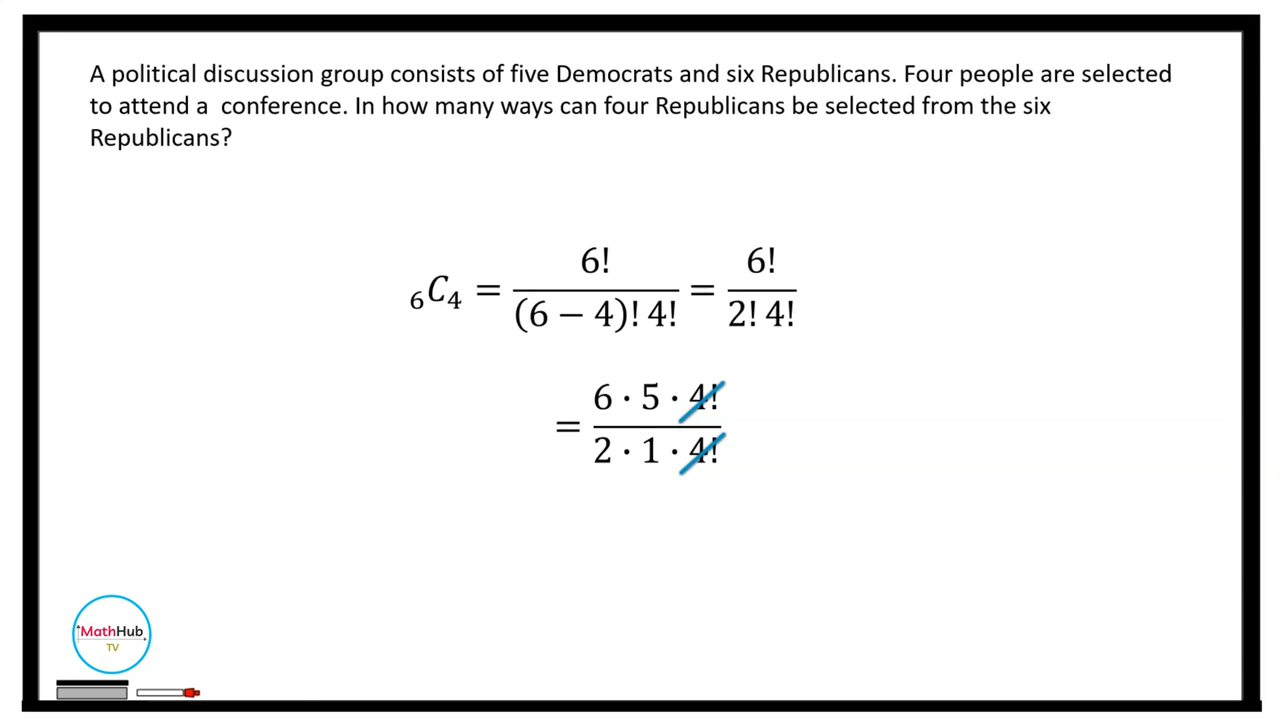 A political discussion group consists of five Democrats and six Republicans. Four people are selected
to attend a  conference. In how many ways can four Republicans be selected from the six
Republicans?
₆C₄ = 6! / (6 − 4)! 4! = 6! / 2! 4!
= 6 · 5 · 4! / 2 · 1 · 4!
MathHub
TV